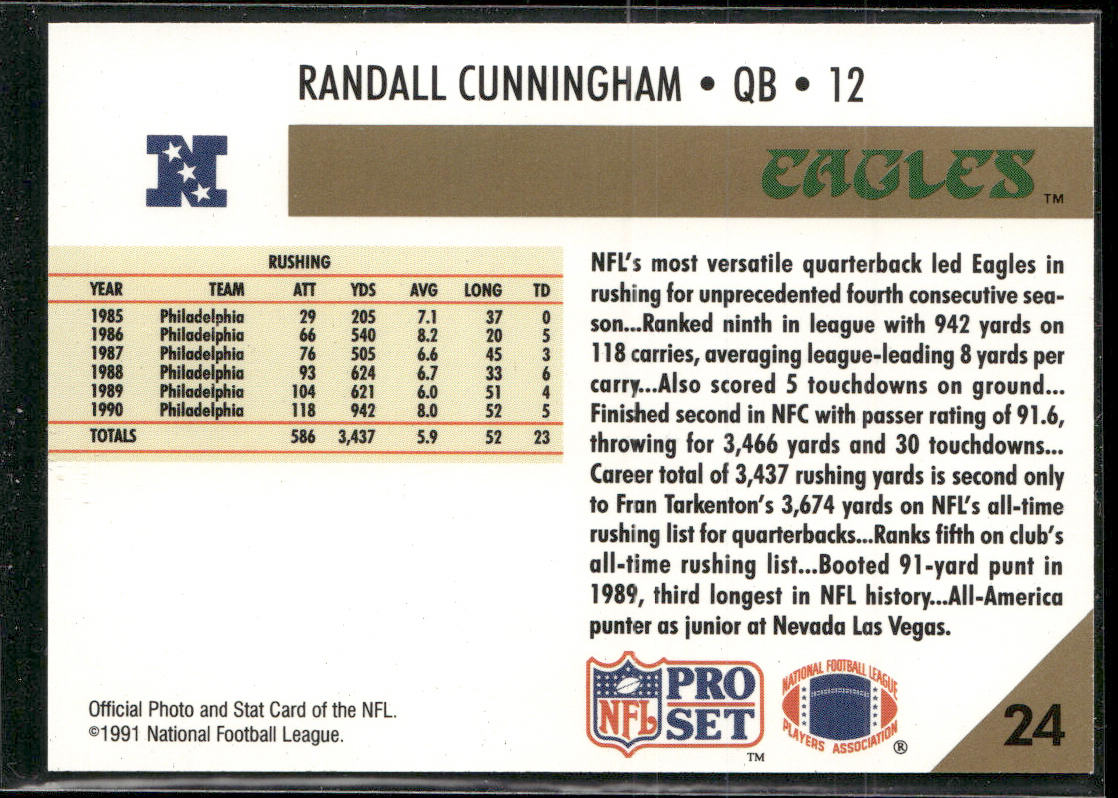 RANDALL CUNNINGHAM • QB • 12
N
EAGLES ™
RUSHING
YEAR TEAM ATT YDS AVG LONG TD
1985 Philadelphia 29 205 7.1 37 0
1986 Philadelphia 66 540 8.2 20 5
1987 Philadelphia 76 505 6.6 45 3
1988 Philadelphia 93 624 6.7 33 6
1989 Philadelphia 104 621 6.0 51 4
1990 Philadelphia 118 942 8.0 52 5
TOTALS 586 3,437 5.9 52 23
NFL's most versatile quarterback led Eagles in
rushing for unprecedented fourth consecutive sea-
son...Ranked ninth in league with 942 yards on
118 carries, averaging league-leading 8 yards per
carry...Also scored 5 touchdowns on ground...
Finished second in NFC with passer rating of 91.6,
throwing for 3,466 yards and 30 touchdowns...
Career total of 3,437 rushing yards is second only
to Fran Tarkenton's 3,674 yards on NFL's all-time
rushing list for quarterbacks...Ranks fifth on club's
all-time rushing list...Booted 91-yard punt in
1989, third longest in NFL history...All-America
punter as junior at Nevada Las Vegas.
Official Photo and Stat Card of the NFL.
©1991 National Football League.
NFL PRO SET ™
NATIONAL FOOTBALL LEAGUE
PLAYERS ASSOCIATION ®
24